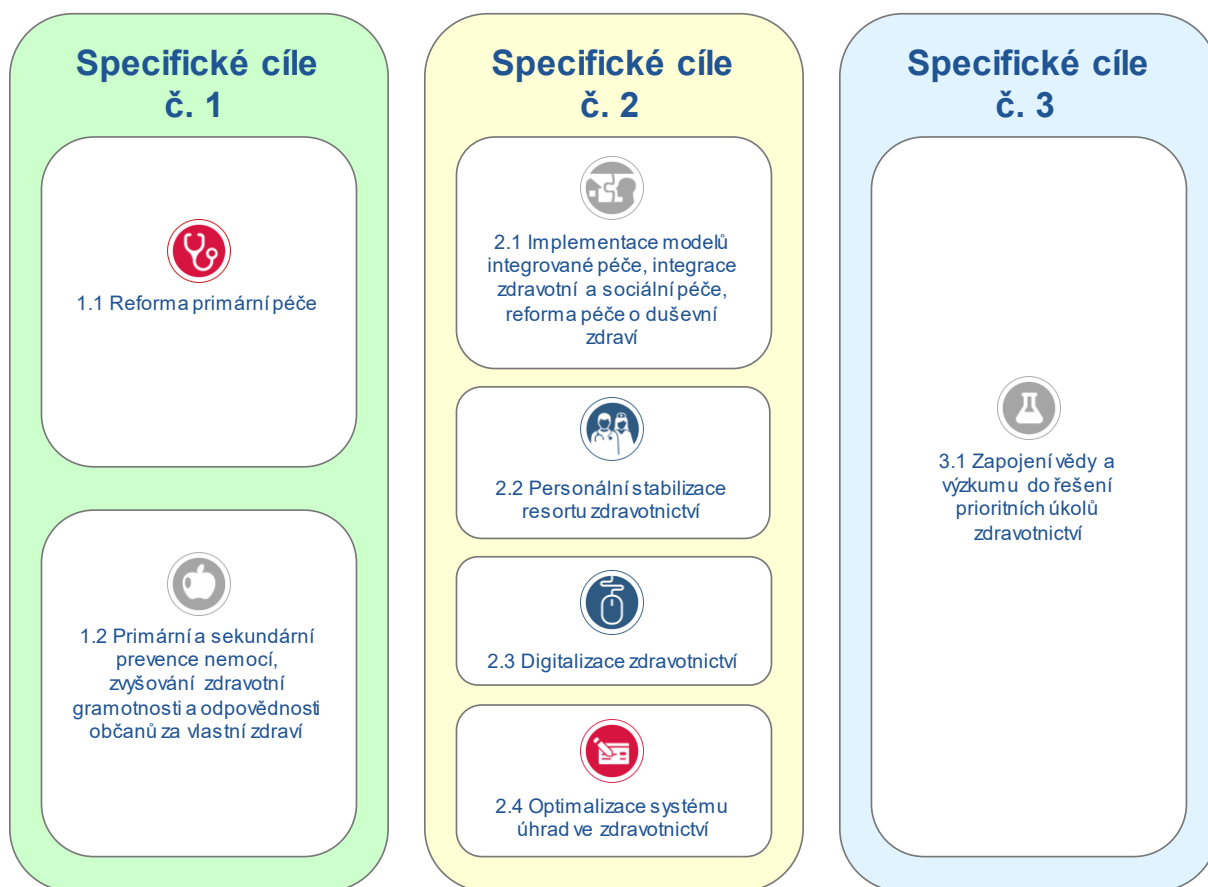 Specifické cíle
č. 1
1.1 Reforma primární péče
1.2 Primární a sekundární
prevence nemocí,
zvyšování zdravotní
gramotnosti a odpovědnosti
občanů za vlastní zdraví
Specifické cíle
č. 2
2.1 Implementace modelů
integrované péče, integrace
zdravotní a sociální péče,
reforma péče o duševní
zdraví
2.2 Personální stabilizace
resortu zdravotnictví
2.3 Digitalizace zdravotnictví
2.4 Optimalizace systému
úhrad ve zdravotnictví
Specifické cíle
č. 3
3.1 Zapojení vědy a
výzkumu do řešení
prioritních úkolů
zdravotnictví